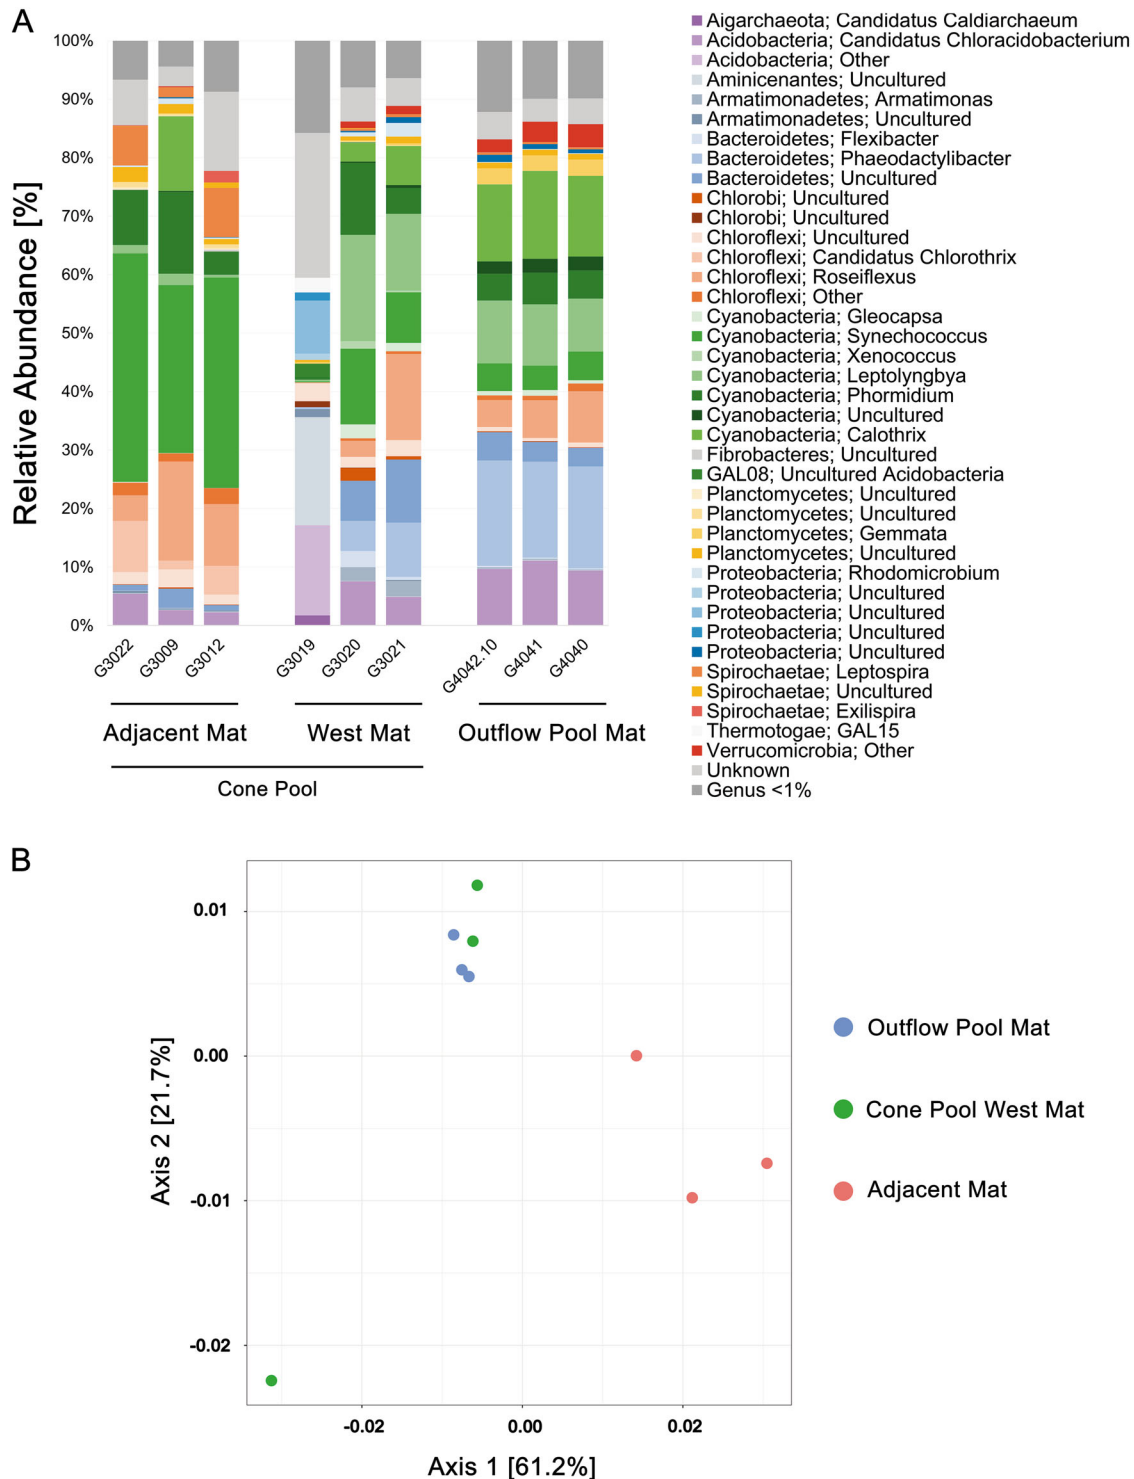 A
Relative Abundance [%]
100%
90%
80%
70%
60%
50%
40%
30%
20%
10%
0%
G3022
G3009
G3012
G3019
G3020
G3021
G4042.10
G4041
G4040
Adjacent Mat
West Mat
Outflow Pool Mat
Cone Pool
Aigarchaeota; Candidatus Caldiarchaeum
Acidobacteria; Candidatus Chloracidobacterium
Acidobacteria; Other
Aminicenantes; Uncultured
Armatimonadetes; Armatimonas
Armatimonadetes; Uncultured
Bacteroidetes; Flexibacter
Bacteroidetes; Phaeodactylibacter
Bacteroidetes; Uncultured
Chlorobi; Uncultured
Chlorobi; Uncultured
Chloroflexi; Uncultured
Chloroflexi; Candidatus Chlorothrix
Chloroflexi; Roseiflexus
Chloroflexi; Other
Cyanobacteria; Gleocapsa
Cyanobacteria; Synechococcus
Cyanobacteria; Xenococcus
Cyanobacteria; Leptolyngbya
Cyanobacteria; Phormidium
Cyanobacteria; Uncultured
Cyanobacteria; Calothrix
Fibrobacteres; Uncultured
GAL08; Uncultured Acidobacteria
Planctomycetes; Uncultured
Planctomycetes; Uncultured
Planctomycetes; Gemmata
Planctomycetes; Uncultured
Proteobacteria; Rhodomicrobium
Proteobacteria; Uncultured
Proteobacteria; Uncultured
Proteobacteria; Uncultured
Proteobacteria; Uncultured
Spirochaetae; Leptospira
Spirochaetae; Uncultured
Spirochaetae; Exilispira
Thermotogae; GAL15
Verrucomicrobia; Other
Unknown
Genus <1%
B
Axis 2 [21.7%]
0.01
0.00
-0.01
-0.02
-0.02
0.00
0.02
Axis 1 [61.2%]
Outflow Pool Mat
Cone Pool West Mat
Adjacent Mat